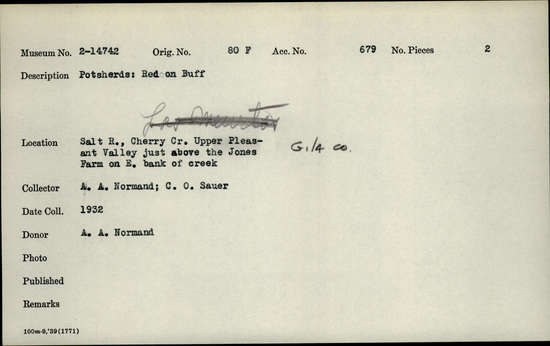 Museum No. 2-14742 Orig. No. 80 F Acc. No. 679 No. Pieces 2
Description Potsherds: Red on Buff
Location Salt R., Cherry Cr. Upper Pleas-
ant Valley just above the Jones
Farm on E. bank of creek
Gila co.
Collector A. A. Normand; C. O. Sauer
Date Coll. 1932
Donor A. A. Normand
Photo
Published
Remarks
100m-9,'39(1771)